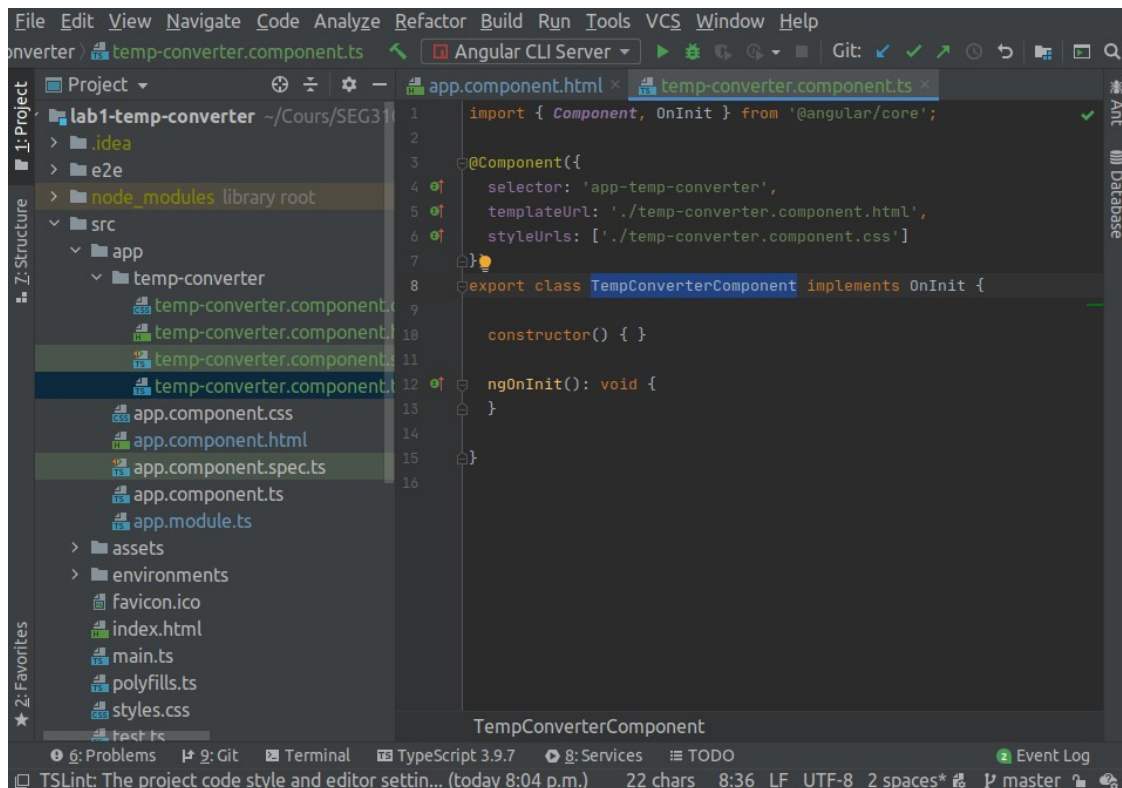 File Edit View Navigate Code Analyze Refactor Build Run Tools VCS Window Help
onverter temp-converter.component.ts Angular CLI Server Git:
Project app.component.html temp-converter.component.ts
1: Project
7: Structure
2: Favorites
lab1-temp-converter ~/Cours/SEG310
.idea
e2e
node_modules library root
src
app
temp-converter
temp-converter.component.c
temp-converter.component.h
temp-converter.component.s
temp-converter.component.t
app.component.css
app.component.html
app.component.spec.ts
app.component.ts
app.module.ts
assets
environments
favicon.ico
index.html
main.ts
polyfills.ts
styles.css
test.ts
1 import { Component, OnInit } from '@angular/core';
2
3 @Component({
4 selector: 'app-temp-converter',
5 templateUrl: './temp-converter.component.html',
6 styleUrls: ['./temp-converter.component.css']
7 }
8 export class TempConverterComponent implements OnInit {
9
10 constructor() { }
11
12 ngOnInit(): void {
13 }
14
15 }
16
TempConverterComponent
Ant
Database
6: Problems 9: Git Terminal TypeScript 3.9.7 8: Services TODO 2 Event Log
TSLint: The project code style and editor settin... (today 8:04 p.m.) 22 chars 8:36 LF UTF-8 2 spaces* master